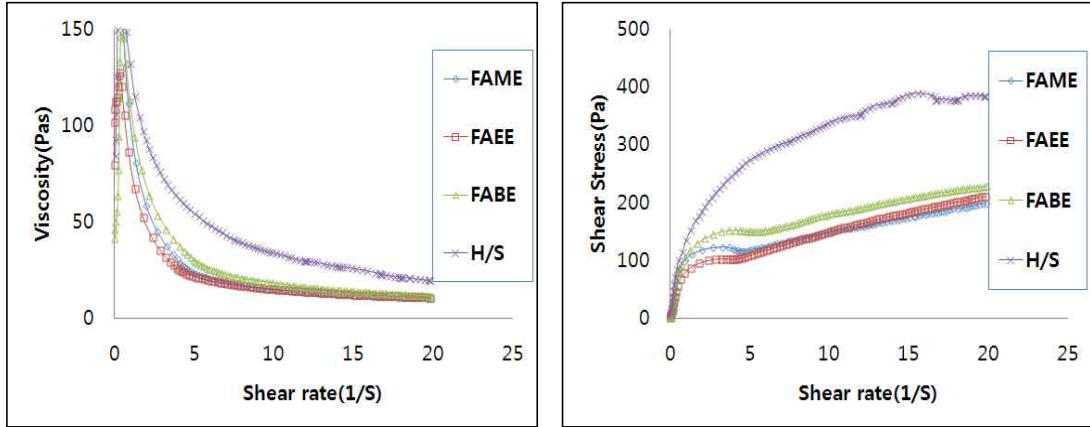 150
100
50
0
Viscosity(Pas)
0 5 10 15 20 25
Shear rate(1/S)
FAME
FAEE
FABE
H/S
500
400
300
200
100
0
Shear Stress(Pa)
0 5 10 15 20 25
Shear rate(1/S)
FAME
FAEE
FABE
H/S